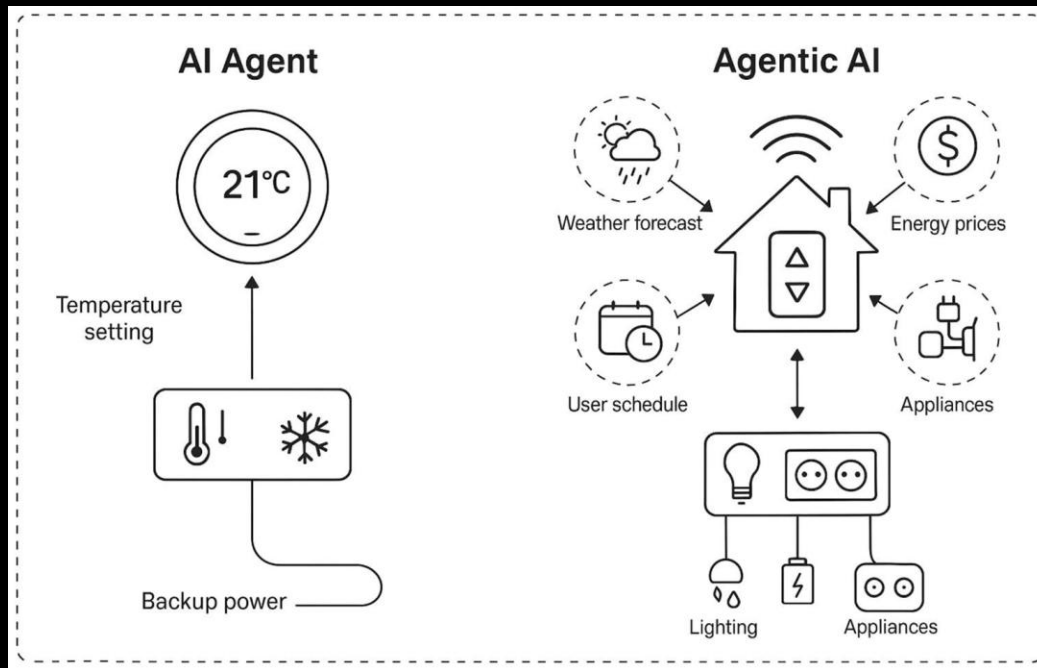 AI Agent
21°C
Temperature
setting
Backup power
Agentic AI
Weather forecast
$
Energy prices
User schedule
Appliances
Lighting
Appliances